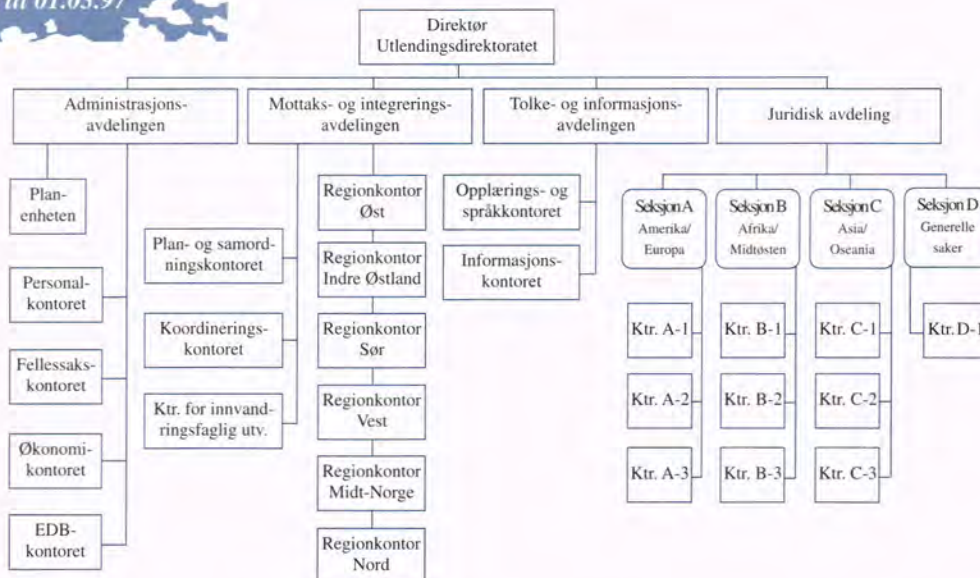 til 01.05.97
Direktør
Utlendingsdirektoratet
Administrasjons-
avdelingen
Mottaks- og integrerings-
avdelingen
Tolke- og informasjons-
avdelingen
Juridisk avdeling
Plan-
enheten
Personal-
kontoret
Fellessaks-
kontoret
Økonomi-
kontoret
EDB-
kontoret
Plan- og samord-
ningskontoret
Koordinerings-
kontoret
Ktr. for innvand-
ringsfaglig utv.
Regionkontor
Øst
Regionkontor
Indre Østland
Regionkontor
Sør
Regionkontor
Vest
Regionkontor
Midt-Norge
Regionkontor
Nord
Opplærings- og
språkkontoret
Informasjons-
kontoret
Seksjon A
Amerika/
Europa
Ktr. A-1
Ktr. A-2
Ktr. A-3
Seksjon B
Afrika/
Midtøsten
Ktr. B-1
Ktr. B-2
Ktr. B-3
Seksjon C
Asia/
Oseania
Ktr. C-1
Ktr. C-2
Ktr. C-3
Seksjon D
Generelle
saker
Ktr. D-1